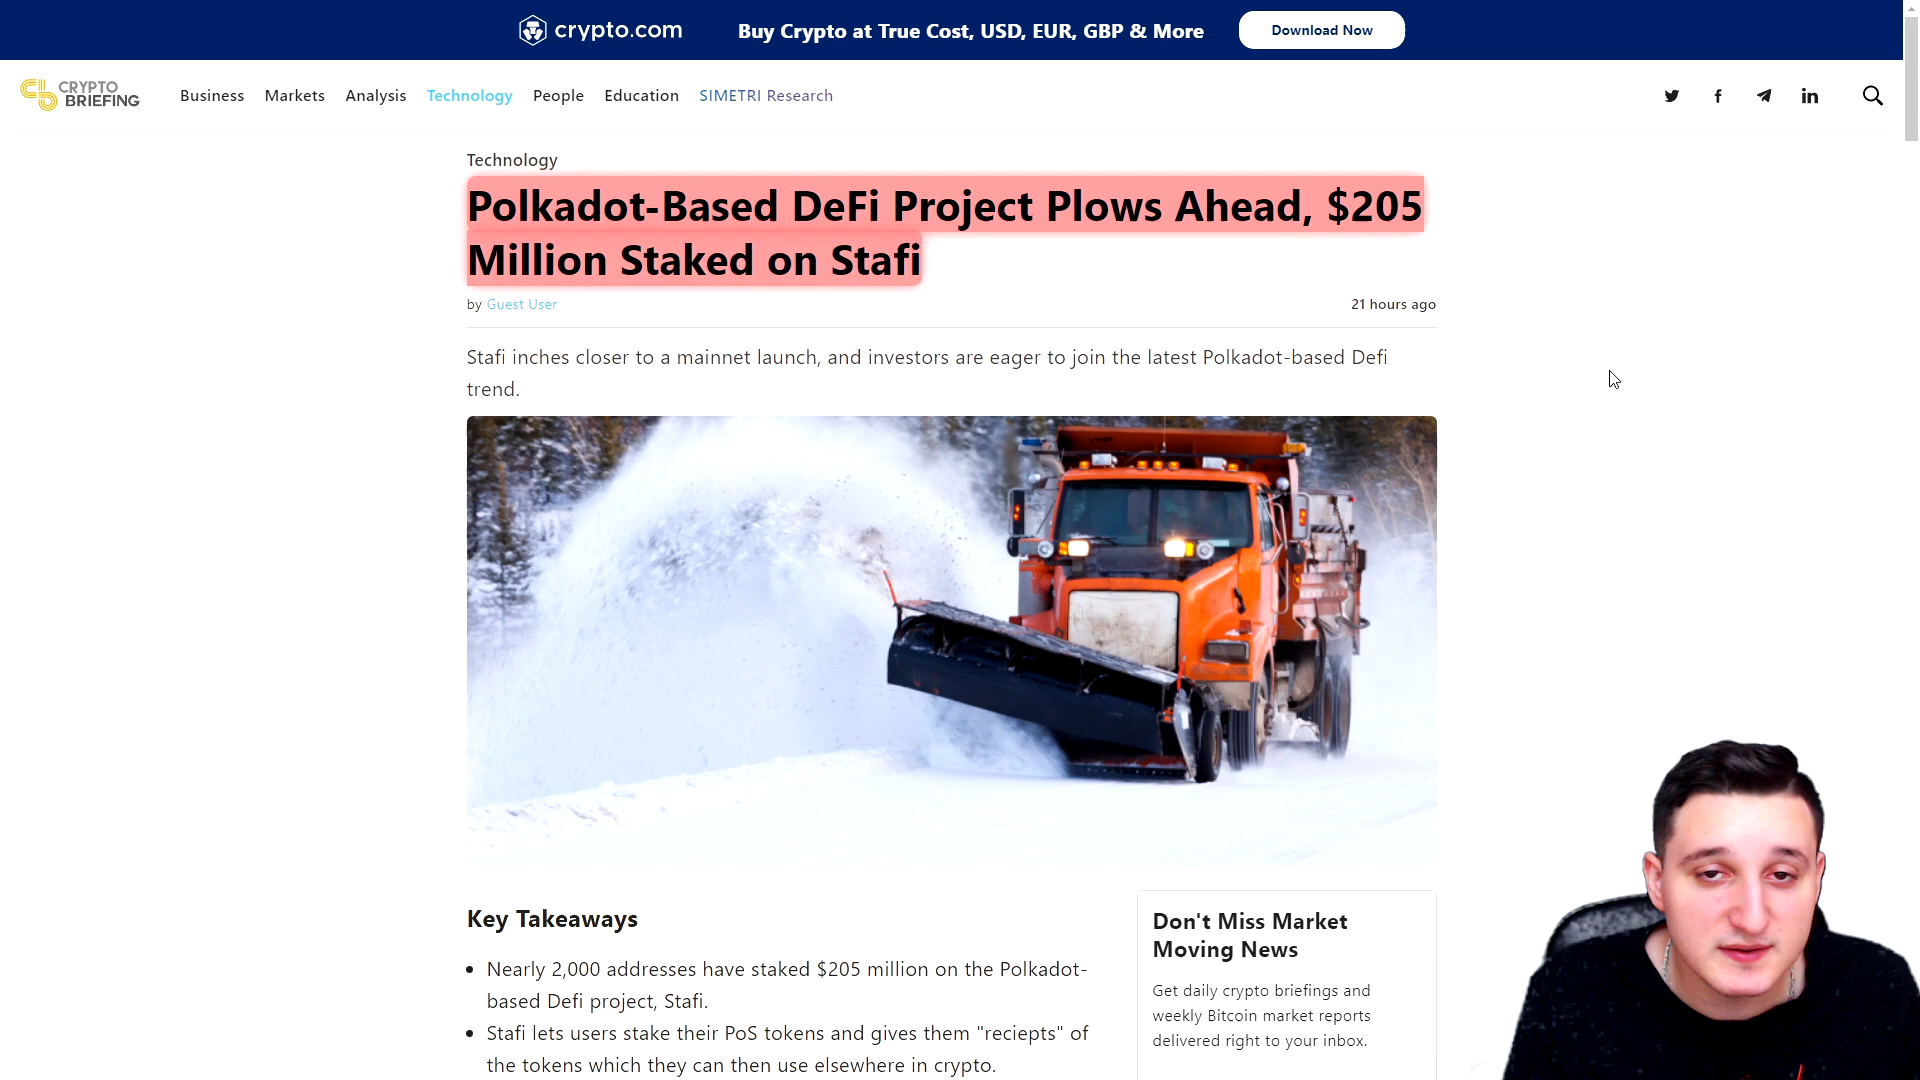 crypto.com
Buy Crypto at True Cost, USD, EUR, GBP & More
Download Now
CRYPTO
BRIEFING
Business Markets Analysis Technology People Education SIMETRI Research
Technology
Polkadot-Based DeFi Project Plows Ahead, $205
Million Staked on Stafi
by Guest User
21 hours ago
Stafi inches closer to a mainnet launch, and investors are eager to join the latest Polkadot-based Defi
trend.
Key Takeaways
Nearly 2,000 addresses have staked $205 million on the Polkadot-
based Defi project, Stafi.
Stafi lets users stake their PoS tokens and gives them "reciepts" of
the tokens which they can then use elsewhere in crypto.
Don't Miss Market
Moving News
Get daily crypto briefings and
weekly Bitcoin market reports
delivered right to your inbox.